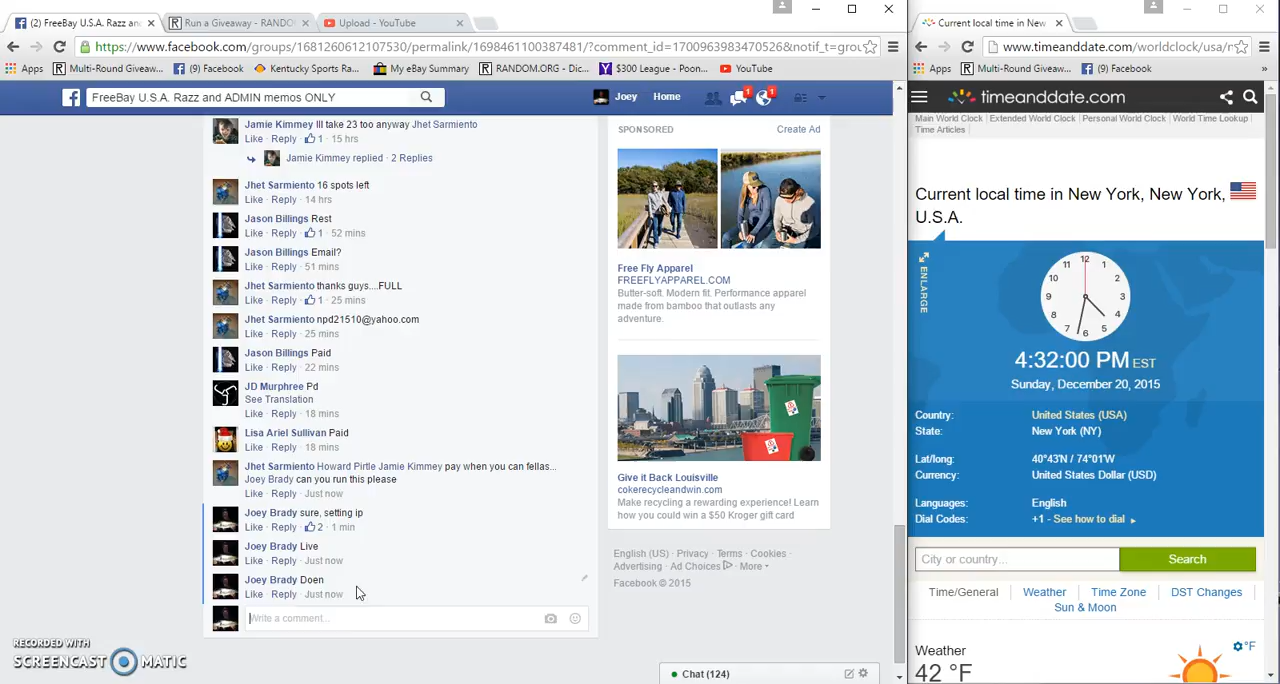 (2) FreeBay U.S.A. Razz and
Run a Giveaway - RANDO
Upload - YouTube
https://www.facebook.com/groups/1681260612107530/permalink/1698461100387481/?comment_id=1700963983470526&notif_t=grou
Apps
Multi-Round Giveaw...
(9) Facebook
Kentucky Sports Ra...
My eBay Summary
RANDOM.ORG - Dic...
$300 League - Poon...
YouTube
FreeBay U.S.A. Razz and ADMIN memos ONLY
Joey
Home
1
1
Jamie Kimmey Ill take 23 too anyway Jhet Sarmiento
Like · Reply · 1 · 15 hrs
Jamie Kimmey replied · 2 Replies
Jhet Sarmiento 16 spots left
Like · Reply · 14 hrs
Jason Billings Rest
Like · Reply · 1 · 52 mins
Jason Billings Email?
Like · Reply · 51 mins
Jhet Sarmiento thanks guys....FULL
Like · Reply · 1 · 25 mins
Jhet Sarmiento npd21510@yahoo.com
Like · Reply · 25 mins
Jason Billings Paid
Like · Reply · 22 mins
JD Murphree Pd
See Translation
Like · Reply · 18 mins
Lisa Ariel Sullivan Paid
Like · Reply · 18 mins
Jhet Sarmiento Howard Pirtle Jamie Kimmey pay when you can fellas...
Joey Brady can you run this please
Like · Reply · Just now
Joey Brady sure, setting ip
Like · Reply · 2 · 1 min
Joey Brady Live
Like · Reply · Just now
Joey Brady Doen
Like · Reply · Just now
Write a comment...
RECORDED WITH
SCREENCAST MATIC
SPONSORED
Create Ad
Free Fly Apparel
FREEFLYAPPAREL.COM
Butter-soft. Modern fit. Performance apparel
made from bamboo that outlasts any
adventure.
Give it Back Louisville
cokerecycleandwin.com
Make recycling a rewarding experience! Learn
how you could win a $50 Kroger gift card
English (US) · Privacy · Terms · Cookies ·
Advertising · Ad Choices · More
Facebook © 2015
Chat (124)
Current local time in New
www.timeanddate.com/worldclock/usa/n
Apps
Multi-Round Giveaw...
(9) Facebook
»
timeanddate.com
Main World Clock
Extended World Clock
Personal World Clock
World Time Lookup
Time Articles
Current local time in New York, New York,
U.S.A.
ENLARGE
12
1
2
3
4
5
6
7
8
9
10
11
4:32:00 PM EST
Sunday, December 20, 2015
Country: United States (USA)
State: New York (NY)
Lat/long: 40°43'N / 74°01'W
Currency: United States Dollar (USD)
Languages: English
Dial Codes: +1 - See how to dial
City or country...
Search
Time/General
Weather
Time Zone
DST Changes
Sun & Moon
Weather
°F
42 °F